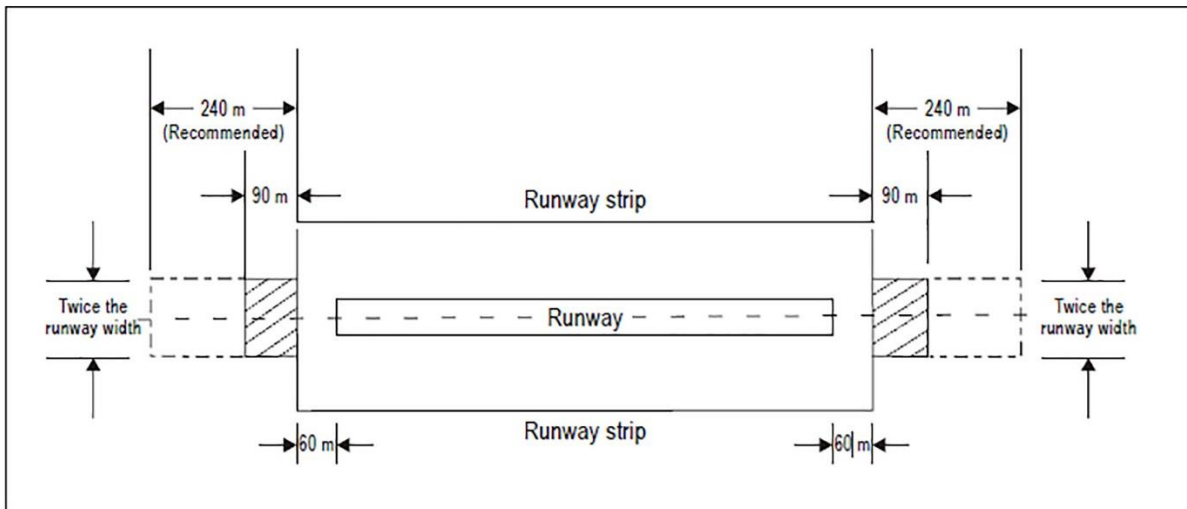 240 m
(Recommended)
240 m
(Recommended)
90 m
Runway strip
90 m
Twice the
runway width
Runway
Twice the
runway width
Runway strip
60 m
60 m